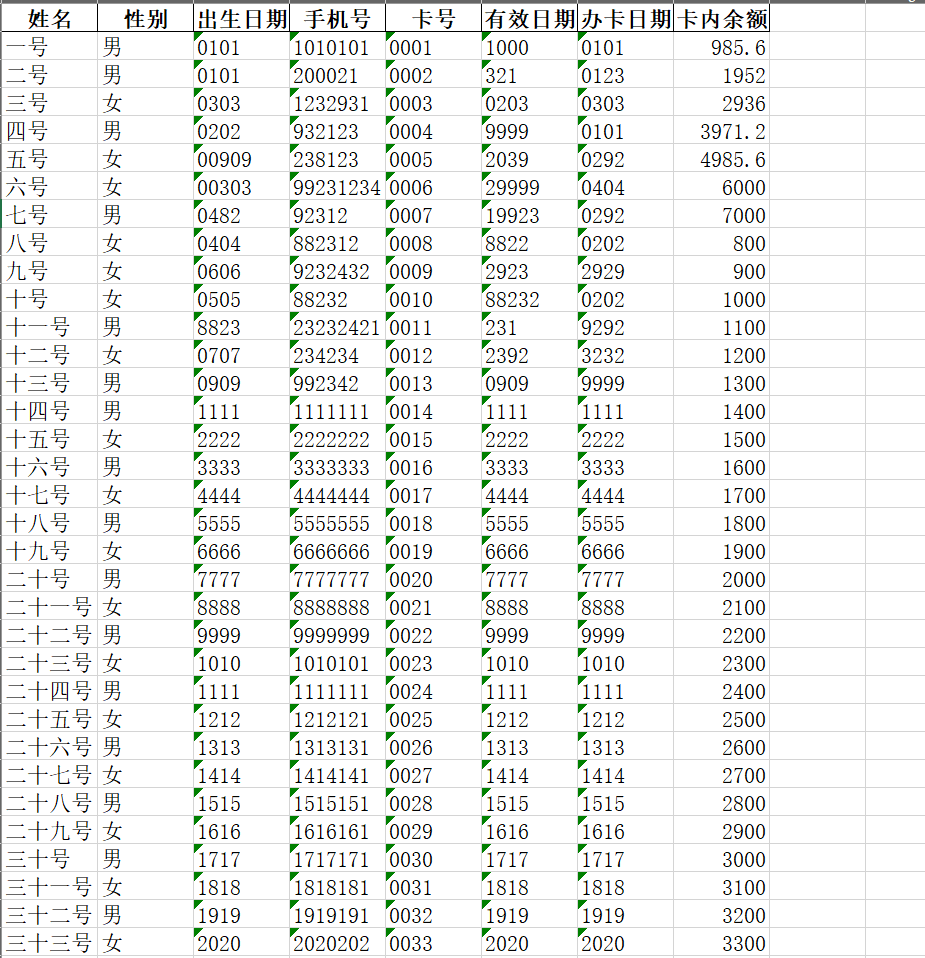 姓名 性别 出生日期 手机号 卡号 有效日期 办卡日期 卡内余额
一号 男 0101 1010101 0001 1000 0101 985.6
二号 男 0101 200021 0002 321 0123 1952
三号 女 0303 1232931 0003 0203 0303 2936
四号 男 0202 932123 0004 9999 0101 3971.2
五号 女 00909 238123 0005 2039 0292 4985.6
六号 女 00303 99231234 0006 29999 0404 6000
七号 男 0482 92312 0007 19923 0292 7000
八号 女 0404 882312 0008 8822 0202 800
九号 女 0606 9232432 0009 2923 2929 900
十号 女 0505 88232 0010 88232 0202 1000
十一号 男 8823 23232421 0011 231 9292 1100
十二号 女 0707 234234 0012 2392 3232 1200
十三号 男 0909 992342 0013 0909 9999 1300
十四号 男 1111 1111111 0014 1111 1111 1400
十五号 女 2222 2222222 0015 2222 2222 1500
十六号 男 3333 3333333 0016 3333 3333 1600
十七号 女 4444 4444444 0017 4444 4444 1700
十八号 男 5555 5555555 0018 5555 5555 1800
十九号 女 6666 6666666 0019 6666 6666 1900
二十号 男 7777 7777777 0020 7777 7777 2000
二十一号 女 8888 8888888 0021 8888 8888 2100
二十二号 男 9999 9999999 0022 9999 9999 2200
二十三号 女 1010 1010101 0023 1010 1010 2300
二十四号 男 1111 1111111 0024 1111 1111 2400
二十五号 女 1212 1212121 0025 1212 1212 2500
二十六号 男 1313 1313131 0026 1313 1313 2600
二十七号 女 1414 1414141 0027 1414 1414 2700
二十八号 男 1515 1515151 0028 1515 1515 2800
二十九号 女 1616 1616161 0029 1616 1616 2900
三十号 男 1717 1717171 0030 1717 1717 3000
三十一号 女 1818 1818181 0031 1818 1818 3100
三十二号 男 1919 1919191 0032 1919 1919 3200
三十三号 女 2020 2020202 0033 2020 2020 3300